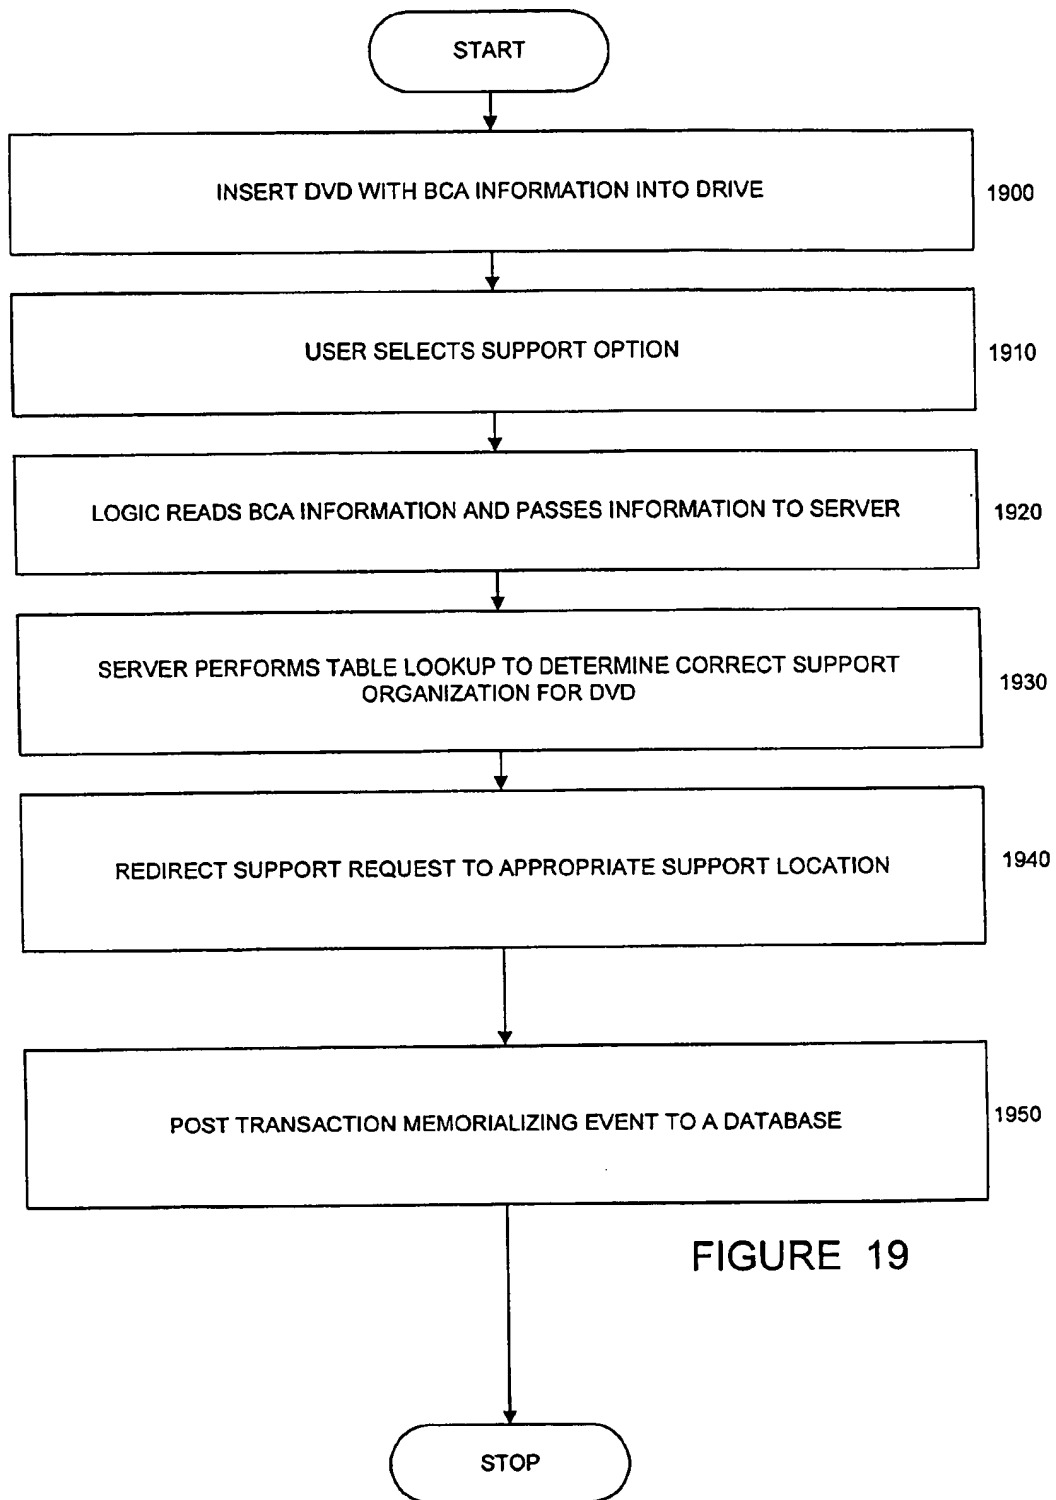 START
INSERT DVD WITH BCA INFORMATION INTO DRIVE
1900
USER SELECTS SUPPORT OPTION
1910
LOGIC READS BCA INFORMATION AND PASSES INFORMATION TO SERVER
1920
SERVER PERFORMS TABLE LOOKUP TO DETERMINE CORRECT SUPPORT
ORGANIZATION FOR DVD
1930
REDIRECT SUPPORT REQUEST TO APPROPRIATE SUPPORT LOCATION
1940
POST TRANSACTION MEMORIALIZING EVENT TO A DATABASE
1950
FIGURE 19
STOP